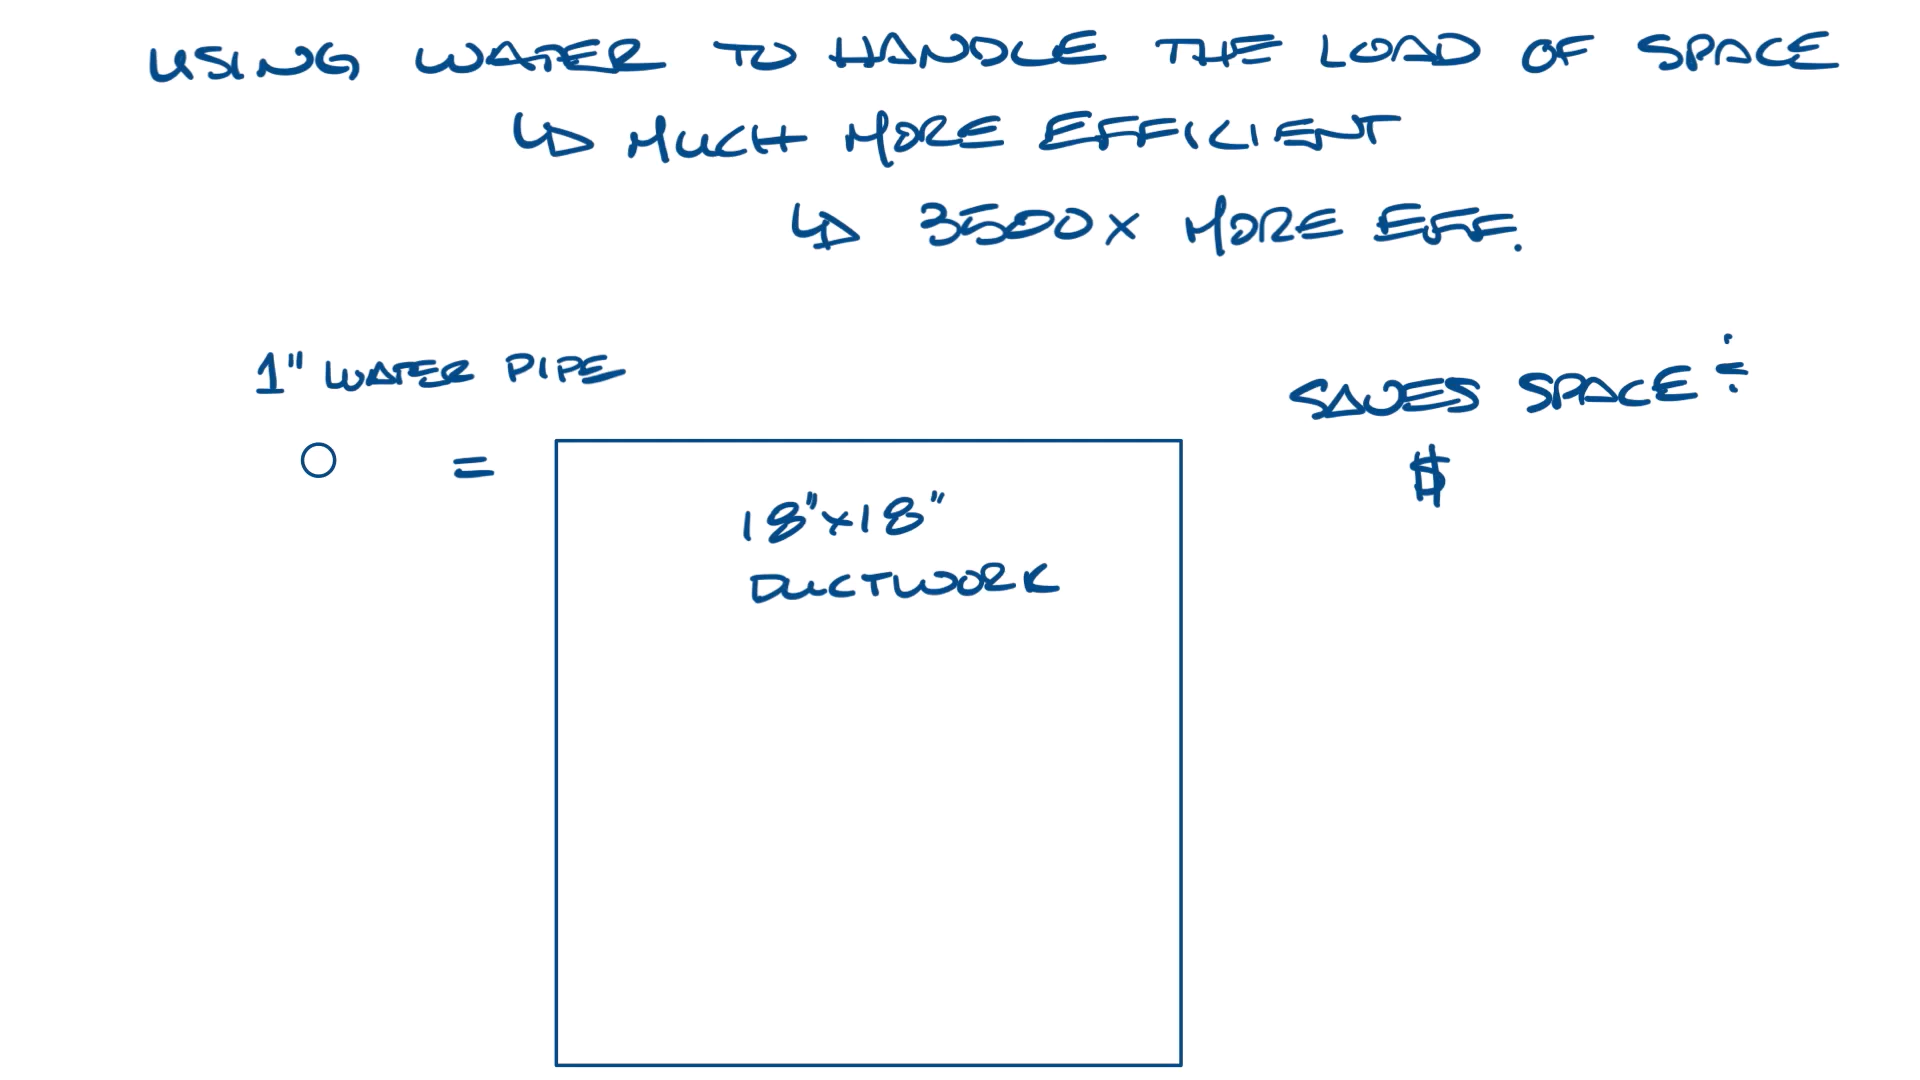 USING WATER TO HANDLE THE LOAD OF SPACE
↳ MUCH MORE EFFICIENT
↳ 3500x MORE EFF.
1" WATER PIPE
SAVES SPACE ÷
$
=
18"x18"
DUCTWORK